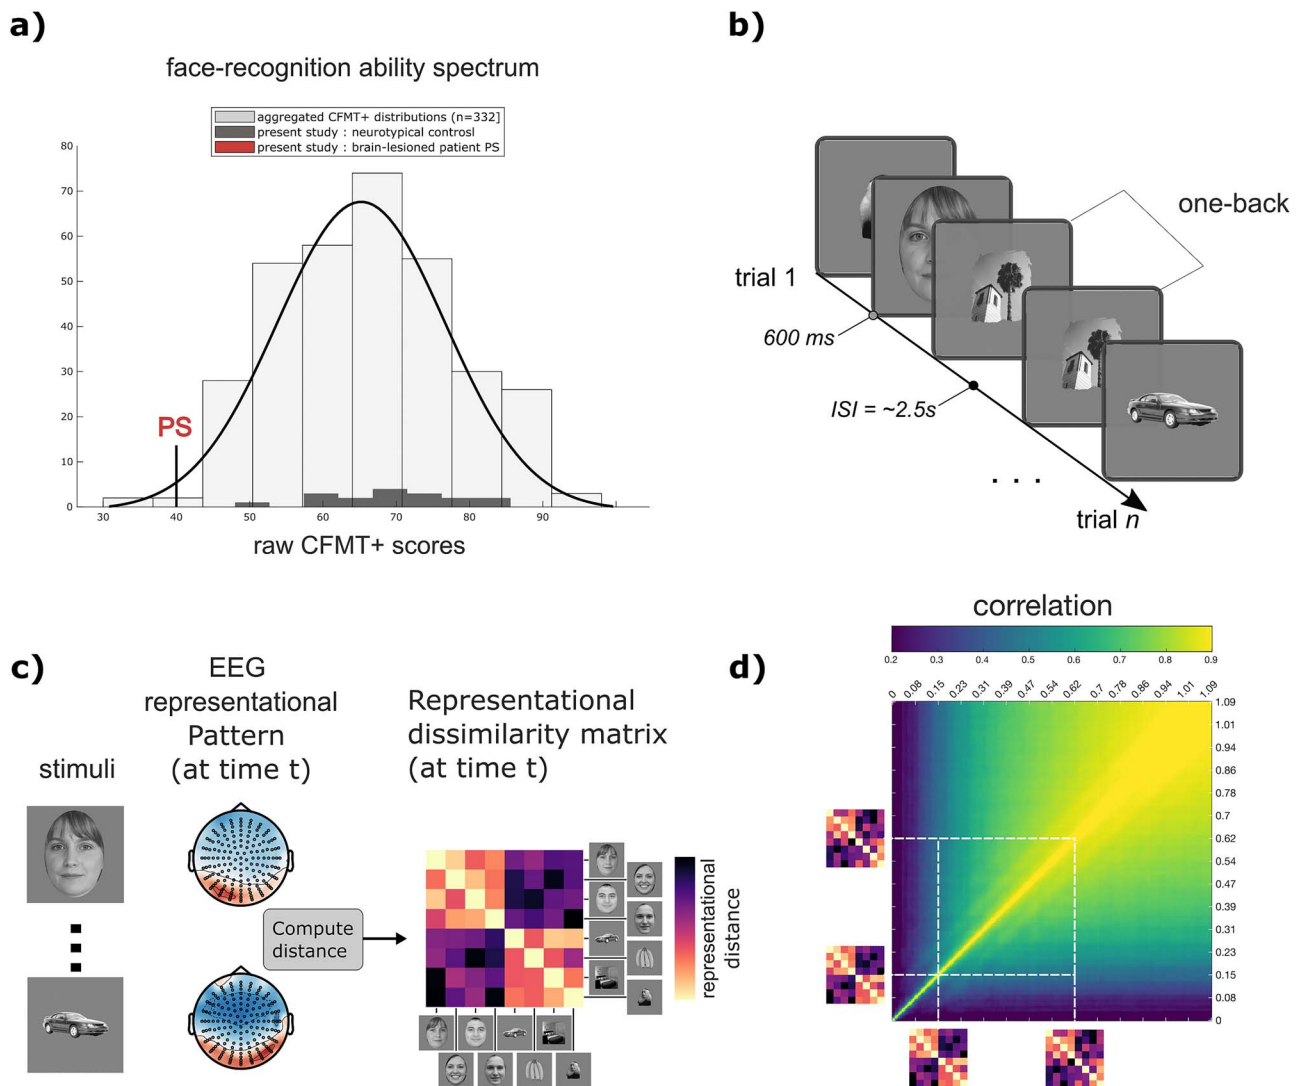 a)
face-recognition ability spectrum
aggregated CFMT+ distributions (n=332]
present study : neurotypical controsl
present study : brain-lesioned patient PS
80
70
60
50
40
30
20
10
0
PS
30 40 50 60 70 80 90
raw CFMT+ scores
b)
one-back
trial 1
600 ms
ISI = ~2.5s
. . .
trial n
c)
EEG
representational
Pattern
(at time t)
Representational
dissimilarity matrix
(at time t)
stimuli
Compute
distance
representational
distance
d)
correlation
0.2 0.3 0.4 0.5 0.6 0.7 0.8 0.9
0 0.08 0.15 0.23 0.31 0.39 0.47 0.54 0.62 0.7 0.78 0.86 0.94 1.01 1.09
1.09
1.01
0.94
0.86
0.78
0.7
0.62
0.54
0.47
0.39
0.31
0.23
0.15
0.08
0